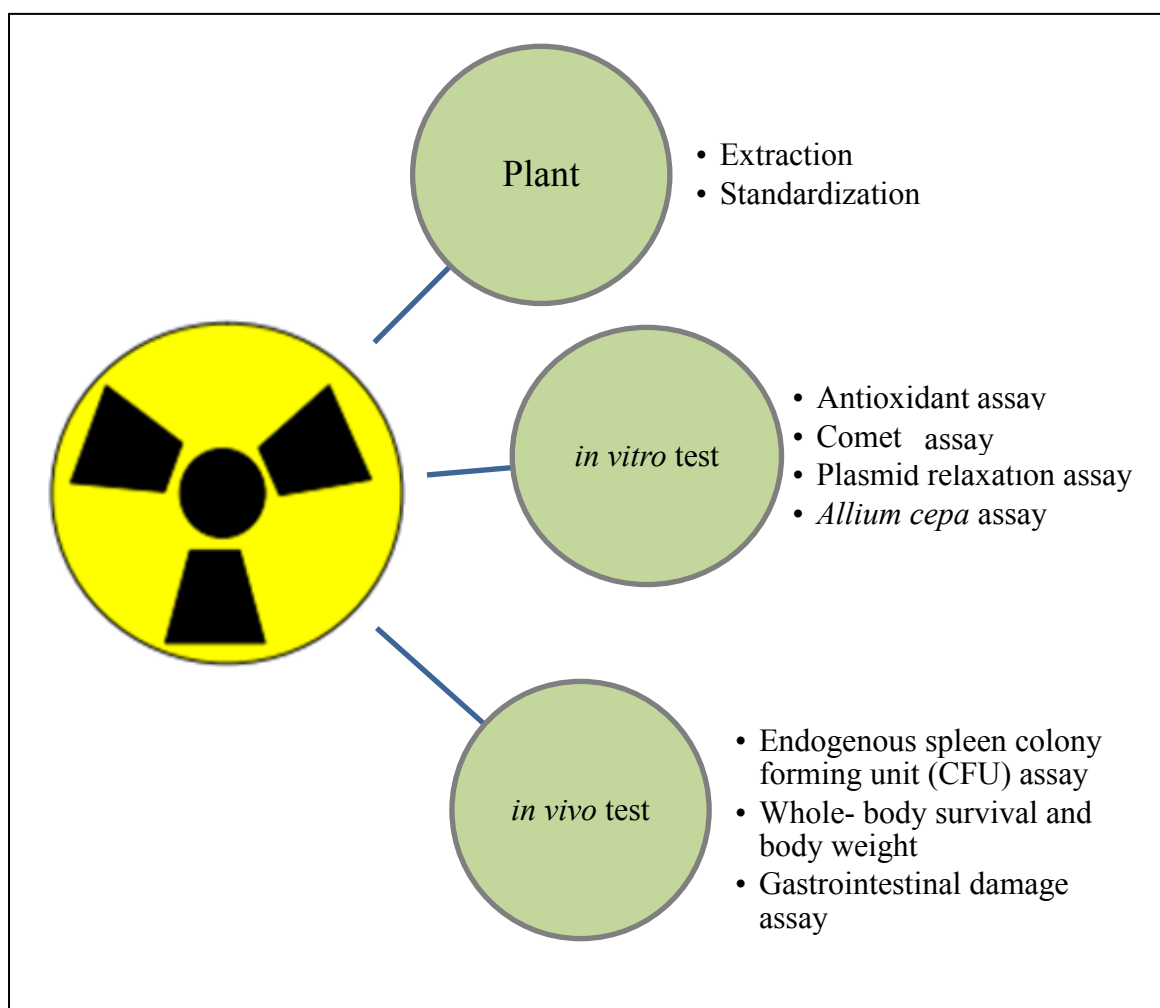 Plant
• Extraction
• Standardization
in vitro test
• Antioxidant assay
• Comet assay
• Plasmid relaxation assay
• Allium cepa assay
in vivo test
• Endogenous spleen colony
forming unit (CFU) assay
• Whole- body survival and
body weight
• Gastrointestinal damage
assay